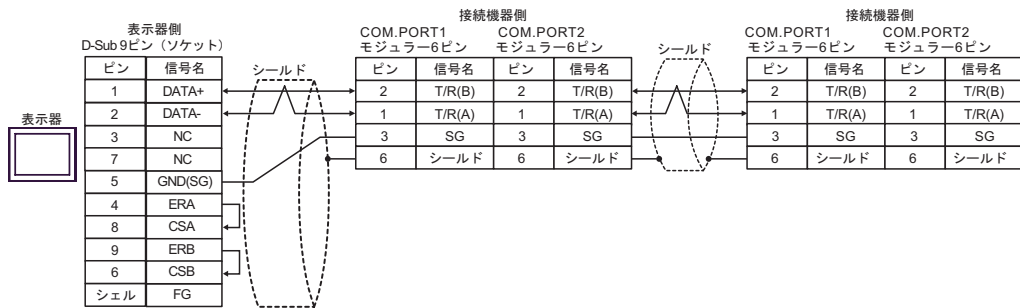 表示器側
D-Sub 9ピン（ソケット）
ピン 信号名
1 DATA+
2 DATA-
3 NC
7 NC
5 GND(SG)
4 ERA
8 CSA
9 ERB
6 CSB
シェル FG
表示器
シールド
接続機器側
COM.PORT1 COM.PORT2
モジュラー6ピン モジュラー6ピン
ピン 信号名 ピン 信号名
2 T/R(B) 2 T/R(B)
1 T/R(A) 1 T/R(A)
3 SG 3 SG
6 シールド 6 シールド
シールド
接続機器側
COM.PORT1 COM.PORT2
モジュラー6ピン モジュラー6ピン
ピン 信号名 ピン 信号名
2 T/R(B) 2 T/R(B)
1 T/R(A) 1 T/R(A)
3 SG 3 SG
6 シールド 6 シールド